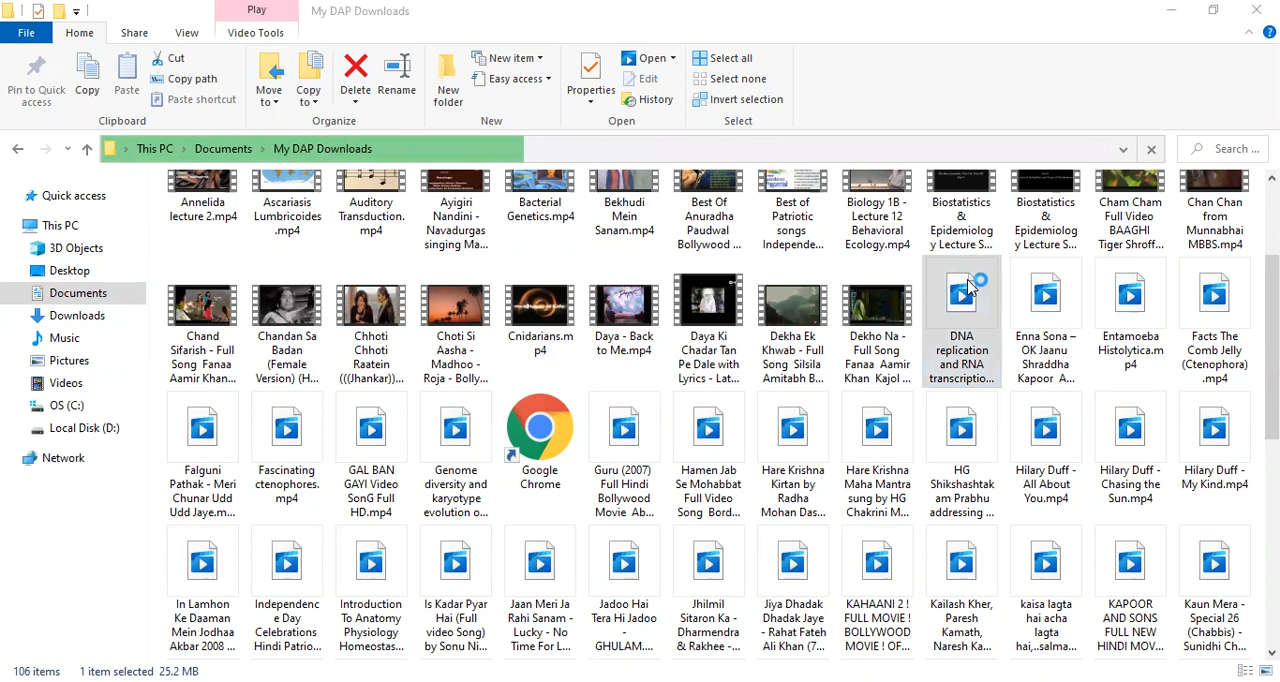 Play
My DAP Downloads
File
Home
Share
View
Video Tools
Pin to Quick access
Copy
Paste
Cut
Copy path
Paste shortcut
Clipboard
Move to
Copy to
Delete
Rename
Organize
New folder
New item
Easy access
New
Properties
Open
Edit
History
Open
Select all
Select none
Invert selection
Select
This PC > Documents > My DAP Downloads
Search ...
Quick access
This PC
3D Objects
Desktop
Documents
Downloads
Music
Pictures
Videos
OS (C:)
Local Disk (D:)
Network
Annelida
lecture 2.mp4
Ascariasis
Lumbricoides
.mp4
Auditory
Transduction.
mp4
Ayigiri
Nandini -
Navadurgas
singing Ma...
Bacterial
Genetics.mp4
Bekhudi
Mein
Sanam.mp4
Best Of
Anuradha
Paudwal
Bollywood ...
Best of
Patriotic
songs
Independe...
Biology 1B -
Lecture 12
Behavioral
Ecology.mp4
Biostatistics
&
Epidemiolog
y Lecture S...
Biostatistics
&
Epidemiolog
y Lecture S...
Cham Cham
Full Video
BAAGHI
Tiger Shroff...
Chan Chan
from
Munnabhai
MBBS.mp4
Chand
Sifarish - Full
Song Fanaa
Aamir Khan...
Chandan Sa
Badan
(Female
Version) (H...
Chhoti
Chhoti
Raatein
(((Jhankar))...
Choti Si
Aasha -
Madhoo -
Roja - Bolly...
Cnidarians.m
p4
Daya - Back
to Me.mp4
Daya Ki
Chadar Tan
Pe Dale with
Lyrics - Lat...
Dekha Ek
Khwab - Full
Song Silsila
Amitabh B...
Dekho Na -
Full Song
Fanaa Aamir
Khan Kajol ...
DNA
replication
and RNA
transcriptio...
Enna Sona –
OK Jaanu
Shraddha
Kapoor A...
Entamoeba
Histolytica.m
p4
Facts The
Comb Jelly
(Ctenophora)
.mp4
Falguni
Pathak - Meri
Chunar Udd
Udd Jaye.m...
Fascinating
ctenophores.
mp4
GAL BAN
GAYI Video
SonG Full
HD.mp4
Genome
diversity and
karyotype
evolution o...
Google
Chrome
Guru (2007)
Full Hindi
Bollywood
Movie Ab...
Hamen Jab
Se Mohabbat
Full Video
Song Bord...
Hare Krishna
Kirtan by
Radha
Mohan Das...
Hare Krishna
Maha Mantra
sung by HG
Chakrini M...
HG
Shikshashtak
am Prabhu
addressing ...
Hilary Duff -
All About
You.mp4
Hilary Duff -
Chasing the
Sun.mp4
Hilary Duff -
My Kind.mp4
In Lamhon
Ke Daaman
Mein Jodhaa
Akbar 2008 ...
Independenc
e Day
Celebrations
Hindi Patrio...
Introduction
To Anatomy
Physiology
Homeostas...
Is Kadar Pyar
Hai (Full
video Song)
by Sonu Ni...
Jaan Meri Ja
Rahi Sanam -
Lucky - No
Time For L...
Jadoo Hai
Tera Hi Jadoo
-
GHULAM....
Jhilmil
Sitaron Ka -
Dharmendra
& Rakhee - ...
Jiya Dhadak
Dhadak Jaye
- Rahat Fateh
Ali Khan (7...
KAHAANI 2 !
FULL MOVIE !
BOLLYWOOD
MOVIE ! OF...
Kailash Kher,
Paresh
Kamath,
Naresh Ka...
kaisa lagta
hai acha
lagta
hai,..salma...
KAPOOR
AND SONS
FULL NEW
HINDI MOV...
Kaun Mera -
Special 26
(Chabbis) -
Sunidhi Ch...
106 items
1 item selected 25.2 MB